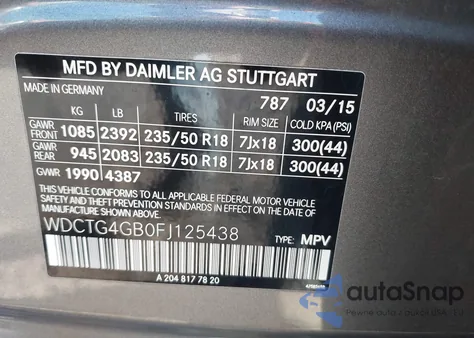 MFD BY DAIMLER AG STUTTGART
MADE IN GERMANY 787 03/15
KG LB TIRES RIM SIZE COLD KPA (PSI)
GAWR FRONT 1085 2392 235/50 R18 7Jx18 300(44)
GAWR REAR 945 2083 235/50 R18 7Jx18 300(44)
GWR 1990 4387
THIS VEHICLE CONFORMS TO ALL APPLICABLE FEDERAL MOTOR VEHICLE
SAFETY AND THEFT PREVENTION STANDARDS IN EFFECT ON THE DATE OF
MANUFACTURE SHOWN ABOVE.
WDCTG4GB0FJ125438 TYPE: MPV
A 204 817 78 20
autoSnap